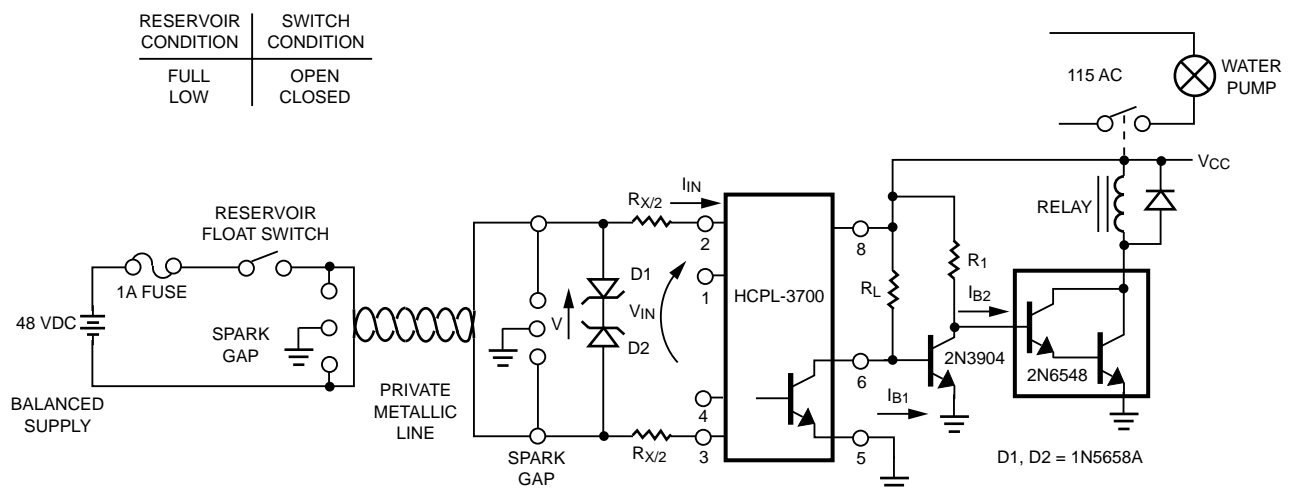 RESERVOIR CONDITION SWITCH CONDITION
FULL OPEN
LOW CLOSED
115 AC
WATER PUMP
VCC
RELAY
RESERVOIR
FLOAT SWITCH
1A FUSE
48 VDC
SPARK
GAP
BALANCED
SUPPLY
PRIVATE
METALLIC
LINE
SPARK
GAP
V
D1
D2
VIN
RX/2
IIN
RX/2
2
1
4
3
HCPL-3700
8
6
5
RL
R1
IB2
IB1
2N3904
2N6548
D1, D2 = 1N5658A